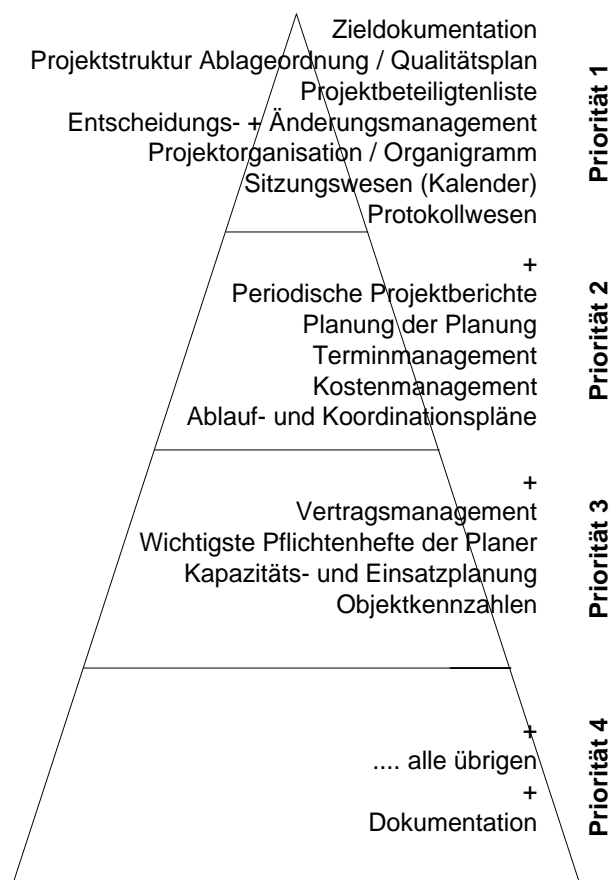 Zieldokumentation
Projektstruktur Ablageordnung / Qualitätsplan
Projektbeteiligtenliste
Entscheidungs- + Änderungsmanagement
Projektorganisation / Organigramm
Sitzungswesen (Kalender)
Protokollwesen
Priorität 1
+
Periodische Projektberichte
Planung der Planung
Terminmanagement
Kostenmanagement
Ablauf- und Koordinationspläne
Priorität 2
+
Vertragsmanagement
Wichtigste Pflichtenhefte der Planer
Kapazitäts- und Einsatzplanung
Objektkennzahlen
Priorität 3
+
.... alle übrigen
+
Dokumentation
Priorität 4